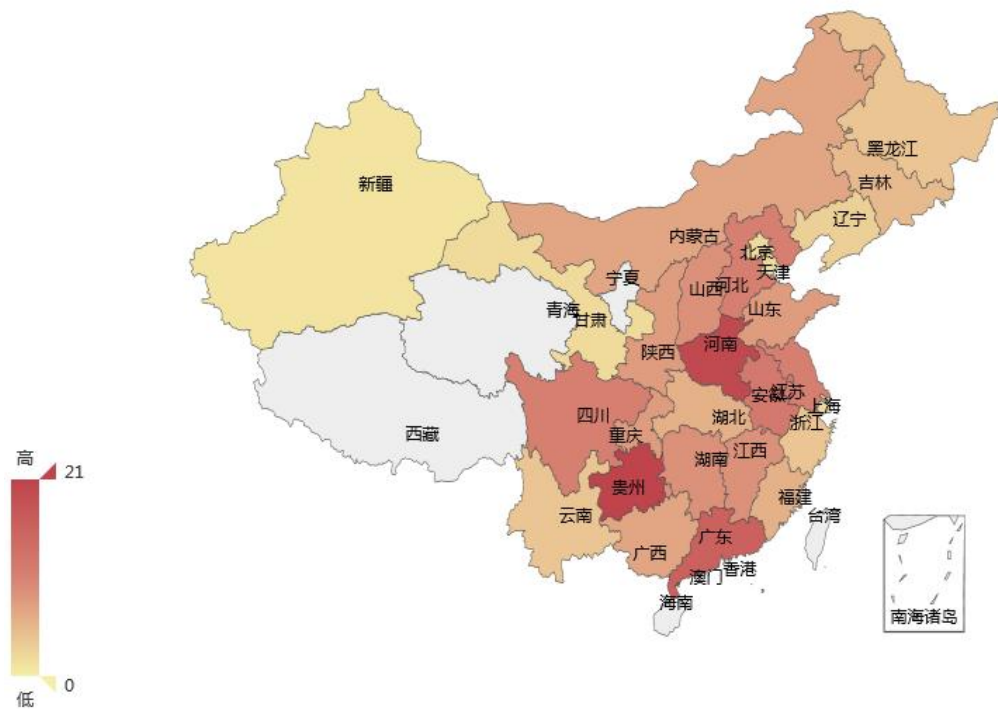 黑龙江
新疆
吉林
辽宁
内蒙古
北京
天津
宁夏
山西
河北
青海
甘肃
山东
陕西
河南
四川
安徽
江苏
上海
湖北
浙江
重庆
西藏
湖南
江西
高
21
贵州
福建
云南
台湾
广西
广东
香港
澳门
海南
南海诸岛
0
低